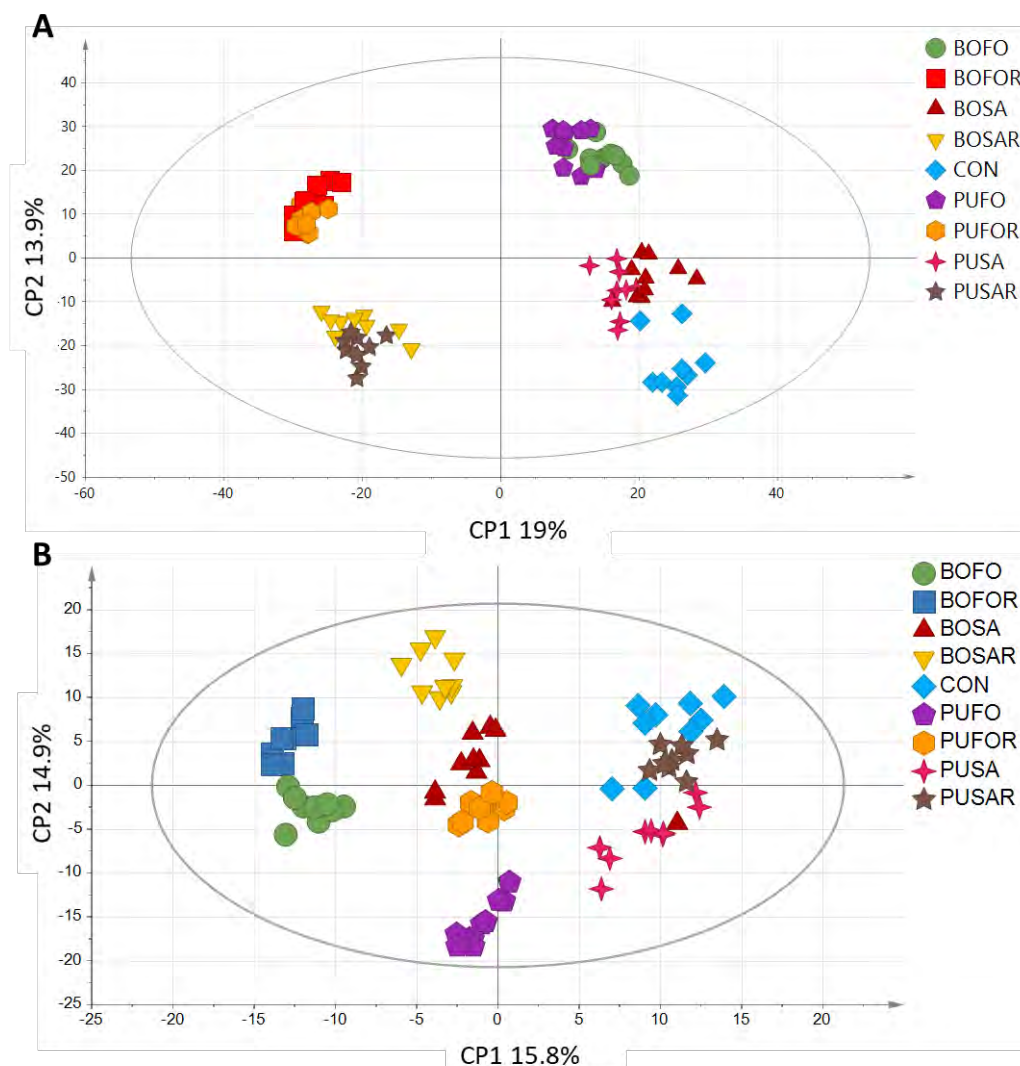 A
BOFO
BOFOR
BOSA
BOSAR
CON
PUFO
PUFOR
PUSA
PUSAR
40
30
20
10
0
-10
-20
-30
-40
-50
CP2 13.9%
-60
-40
-20
0
20
40
CP1 19%
B
BOFO
BOFOR
BOSA
BOSAR
CON
PUFO
PUFOR
PUSA
PUSAR
20
15
10
5
0
-5
-10
-15
-20
-25
CP2 14.9%
-25
-20
-15
-10
-5
0
5
10
15
20
CP1 15.8%